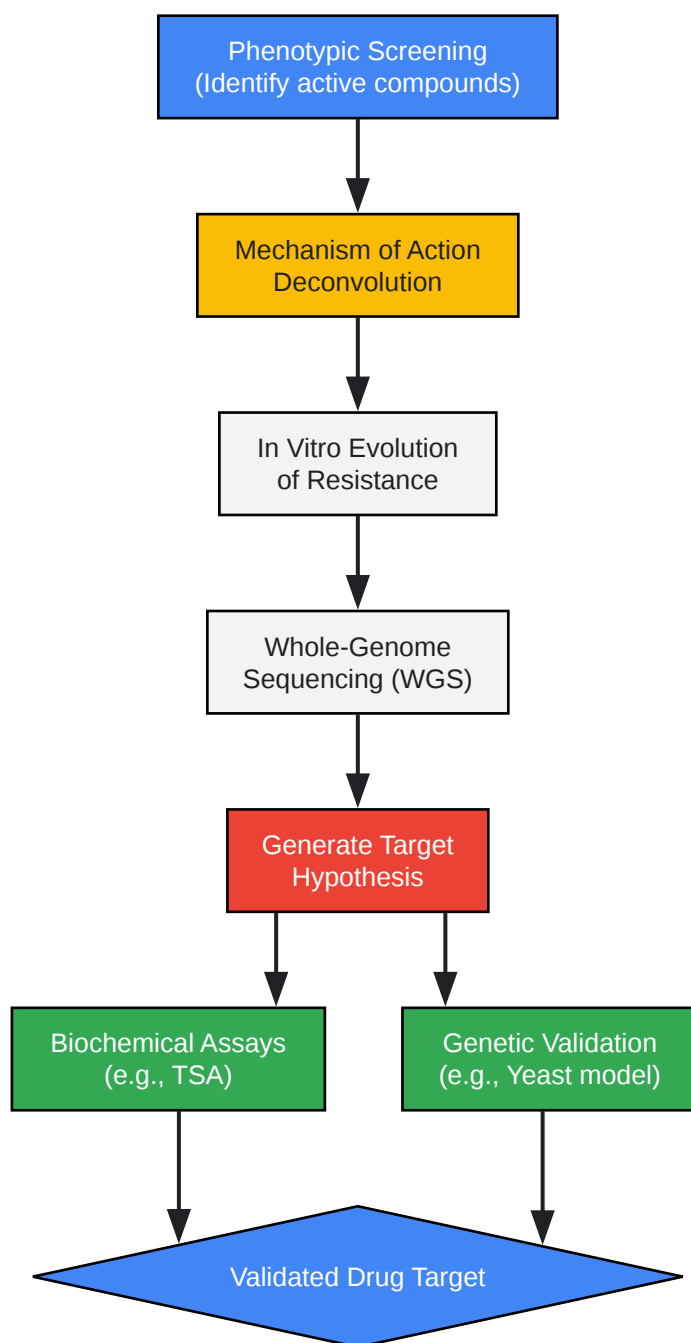 Phenotypic Screening
(Identify active compounds)
Mechanism of Action
Deconvolution
In Vitro Evolution
of Resistance
Whole-Genome
Sequencing (WGS)
Generate Target
Hypothesis
Biochemical Assays
(e.g., TSA)
Genetic Validation
(e.g., Yeast model)
Validated Drug Target